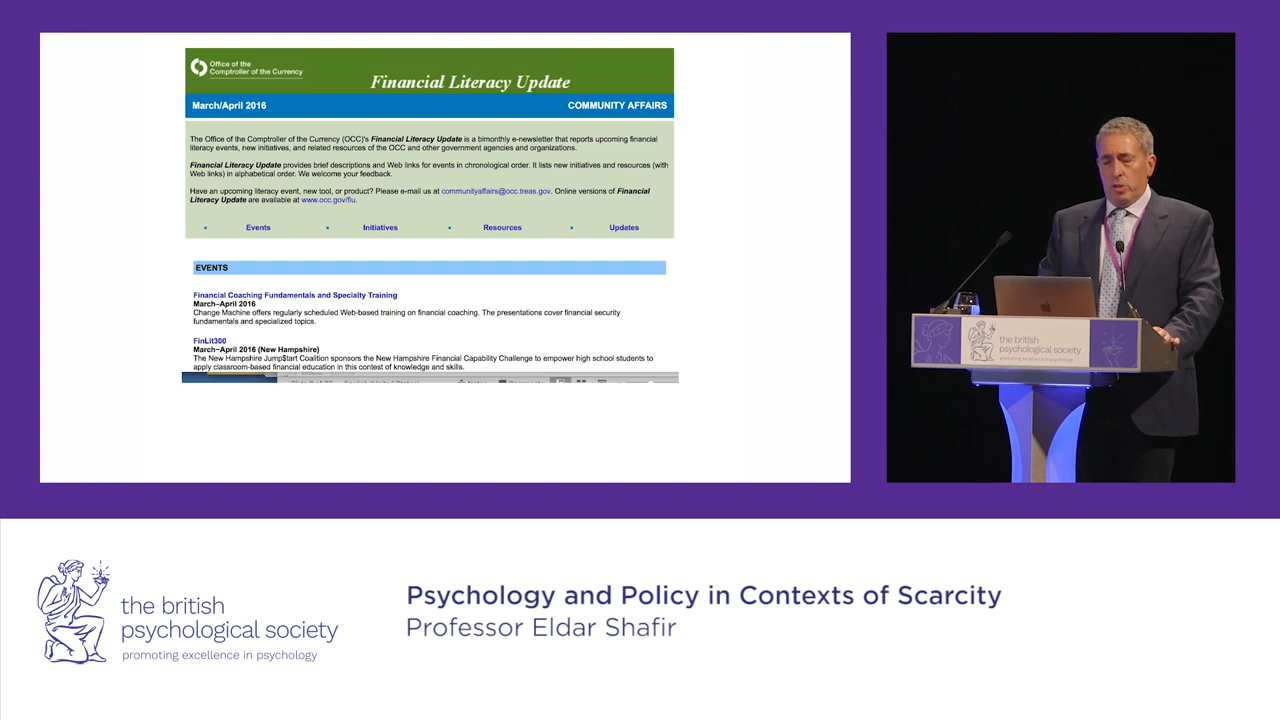 Office of the
Comptroller of the Currency
Financial Literacy Update
March/April 2016
COMMUNITY AFFAIRS
The Office of the Comptroller of the Currency (OCC)'s Financial Literacy Update is a bimonthly e-newsletter that reports upcoming financial
literacy events, new initiatives, and related resources of the OCC and other government agencies and organizations.
Financial Literacy Update provides brief descriptions and Web links for events in chronological order. It lists new initiatives and resources (with
Web links) in alphabetical order. We welcome your feedback.
Have an upcoming literacy event, new tool, or product? Please e-mail us at communityaffairs@occ.treas.gov. Online versions of Financial
Literacy Update are available at www.occ.gov/flu.
• Events • Initiatives • Resources • Updates
EVENTS
Financial Coaching Fundamentals and Specialty Training
March–April 2016
Change Machine offers regularly scheduled Web-based training on financial coaching. The presentations cover financial security
fundamentals and specialized topics.
FinLit300
March–April 2016 (New Hampshire)
The New Hampshire Jump$tart Coalition sponsors the New Hampshire Financial Capability Challenge to empower high school students to
apply classroom-based financial education in this contest of knowledge and skills.
the british
psychological society
promoting excellence in psychology
the british
psychological society
promoting excellence in psychology
Psychology and Policy in Contexts of Scarcity
Professor Eldar Shafir